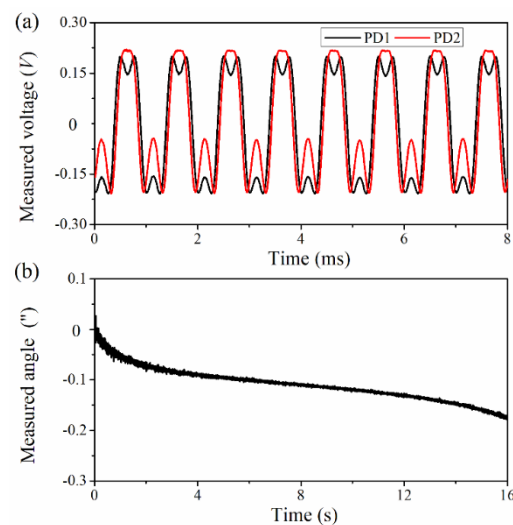 (a)
0.30
0.15
0
-0.15
-0.30
Measured voltage (V)
PD1
PD2
0
2
4
6
8
Time (ms)
(b)
0.1
0
-0.1
-0.2
-0.3
Measured angle (")
0
4
8
12
16
Time (s)